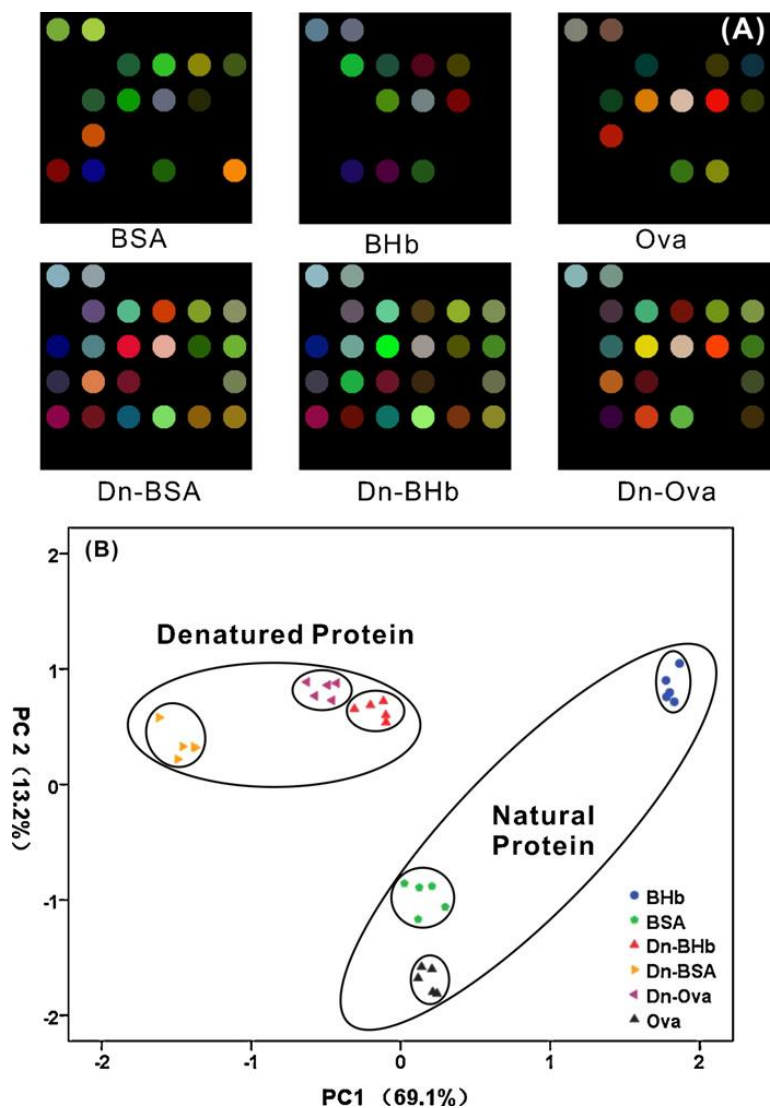 (A)
BSA BHb Ova
Dn-BSA Dn-BHb Dn-Ova
(B)
Denatured Protein
Natural
Protein
BHb
BSA
Dn-BHb
Dn-BSA
Dn-Ova
Ova
2
1
0
-1
-2
PC 2 (13.2%)
-2 -1 0 1 2
PC1 (69.1%)